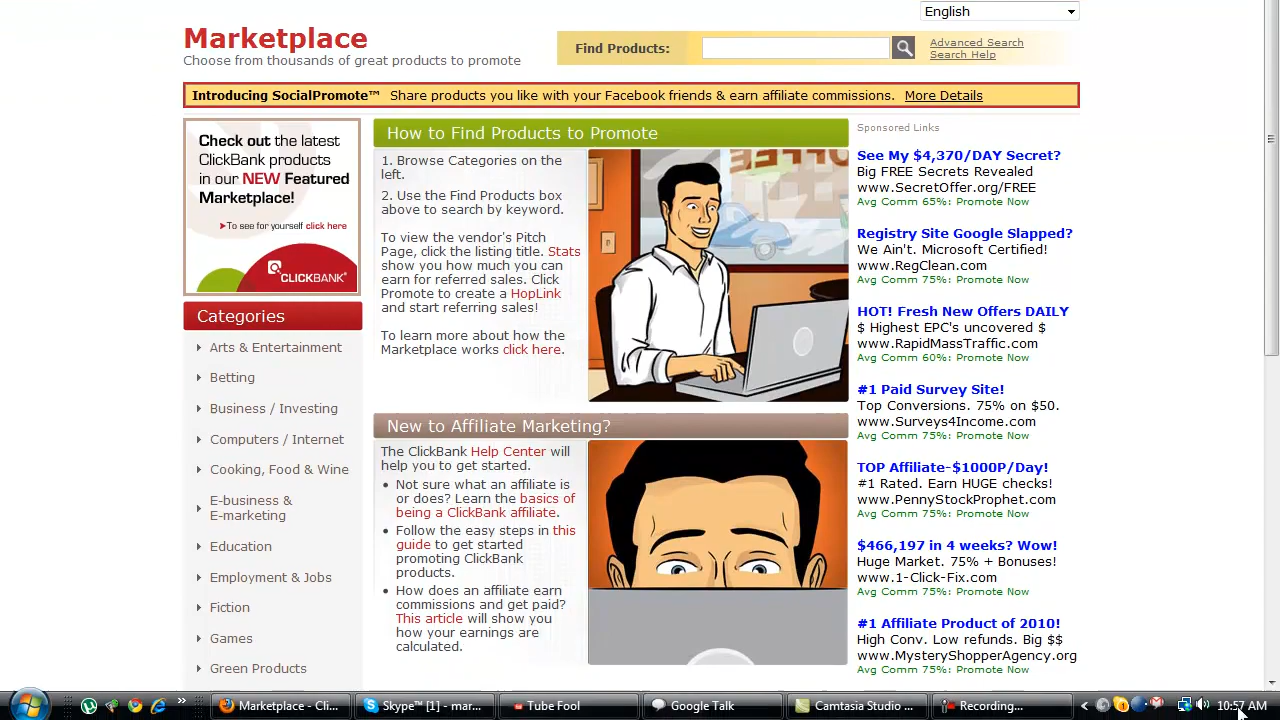 English
Marketplace
Choose from thousands of great products to promote
Find Products:
Advanced Search
Search Help
Introducing SocialPromote™ Share products you like with your Facebook friends & earn affiliate commissions. More Details
Check out the latest
ClickBank products
in our NEW Featured
Marketplace!
To see for yourself click here
CLICKBANK®
Categories
Arts & Entertainment
Betting
Business / Investing
Computers / Internet
Cooking, Food & Wine
E-business &
E-marketing
Education
Employment & Jobs
Fiction
Games
Green Products
How to Find Products to Promote
1. Browse Categories on the
left.
2. Use the Find Products box
above to search by keyword.
To view the vendor's Pitch
Page, click the listing title. Stats
show you how much you can
earn for referred sales. Click
Promote to create a HopLink
and start referring sales!
To learn more about how the
Marketplace works click here.
COFFEE
New to Affiliate Marketing?
The ClickBank Help Center will
help you to get started.
• Not sure what an affiliate is
or does? Learn the basics of
being a ClickBank affiliate.
• Follow the easy steps in this
guide to get started
promoting ClickBank
products.
• How does an affiliate earn
commissions and get paid?
This article will show you
how your earnings are
calculated.
Sponsored Links
See My $4,370/DAY Secret?
Big FREE Secrets Revealed
www.SecretOffer.org/FREE
Avg Comm 65%: Promote Now
Registry Site Google Slapped?
We Ain't. Microsoft Certified!
www.RegClean.com
Avg Comm 75%: Promote Now
HOT! Fresh New Offers DAILY
$ Highest EPC's uncovered $
www.RapidMassTraffic.com
Avg Comm 60%: Promote Now
#1 Paid Survey Site!
Top Conversions. 75% on $50.
www.Surveys4Income.com
Avg Comm 75%: Promote Now
TOP Affiliate-$1000P/Day!
#1 Rated. Earn HUGE checks!
www.PennyStockProphet.com
Avg Comm 75%: Promote Now
$466,197 in 4 weeks? Wow!
Huge Market. 75% + Bonuses!
www.1-Click-Fix.com
Avg Comm 75%: Promote Now
#1 Affiliate Product of 2010!
High Conv. Low refunds. Big $$
www.MysteryShopperAgency.org
Avg Comm 75%: Promote Now
Marketplace - Cli...
Skype™ [1] - mar...
Tube Fool
Google Talk
Camtasia Studio ...
Recording...
10:57 AM